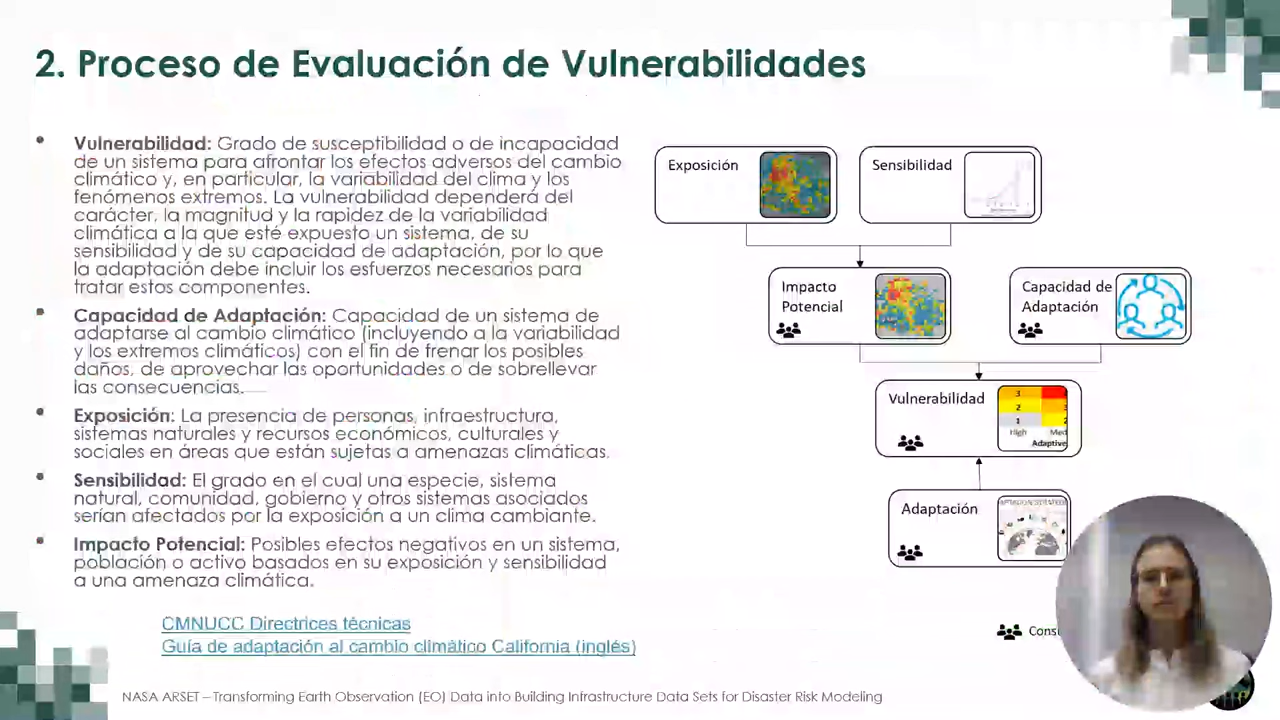 2. Proceso de Evaluación de Vulnerabilidades
Vulnerabilidad: Grado de susceptibilidad o de incapacidad
de un sistema para afrontar los efectos adversos del cambio
climático y, en particular, la variabilidad del clima y los
fenómenos extremos. La vulnerabilidad dependerá del
carácter, la magnitud y la rapidez de la variabilidad
climática a la que esté expuesto un sistema, de su
sensibilidad y de su capacidad de adaptación, por lo que
la adaptación debe incluir los esfuerzos necesarios para
tratar estos componentes.
Capacidad de Adaptación: Capacidad de un sistema de
adaptarse al cambio climático (incluyendo a la variabilidad
y los extremos climáticos) con el fin de frenar los posibles
daños, de aprovechar las oportunidades o de sobrellevar
las consecuencias.
Exposición: La presencia de personas, infraestructura,
sistemas naturales y recursos económicos, culturales y
sociales en áreas que están sujetas a amenazas climáticas.
Sensibilidad: El grado en el cual una especie, sistema
natural, comunidad, gobierno y otros sistemas asociados
serían afectados por la exposición a un clima cambiante.
Impacto Potencial: Posibles efectos negativos en un sistema,
población o activo basados en su exposición y sensibilidad
a una amenaza climática.
CMNUCC Directrices técnicas
Guía de adaptación al cambio climático California (inglés)
Exposición
Sensibilidad
Impacto
Potencial
Capacidad de
Adaptación
Vulnerabilidad
3
2 3
1 2
High Med
Adaptive
Adaptación
NASA ARSET – Transforming Earth Observation (EO) Data into Building Infrastructure Data Sets for Disaster Risk Modeling